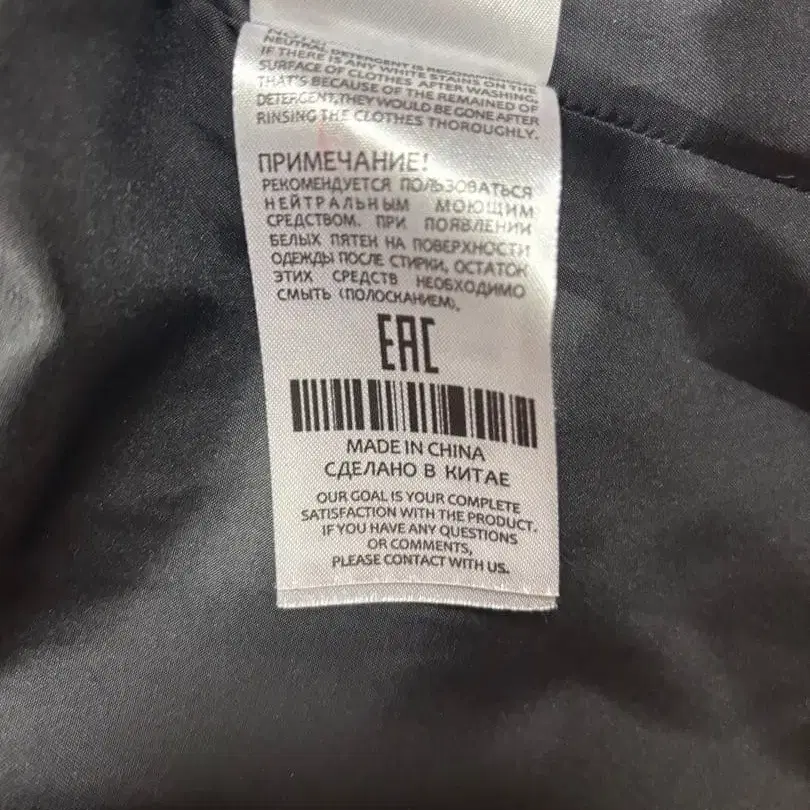 NEUTRAL DETERGENT IS RECOMMENDED
IF THERE IS ANY WHITE STAINS ON THE
SURFACE OF CLOTHES AFTER WASHING,
THAT'S BECAUSE OF THE REMAINED OF
DETERGENT,THEY WOULD BE GONE AFTER
RINSING THE CLOTHES THOROUGHLY.
ПРИМЕЧАНИЕ!
РЕКОМЕНДУЕТСЯ ПОЛЬЗОВАТЬСЯ
НЕЙТРАЛЬНЫМ МОЮЩИМ
СРЕДСТВОМ. ПРИ ПОЯВЛЕНИИ
БЕЛЫХ ПЯТЕН НА ПОВЕРХНОСТИ
ОДЕЖДЫ ПОСЛЕ СТИРКИ, ОСТАТОК
ЭТИХ СРЕДСТВ НЕОБХОДИМО
СМЫТЬ (ПОЛОСКАНИЕМ).
EAC
MADE IN CHINA
СДЕЛАНО В КИТАЕ
OUR GOAL IS YOUR COMPLETE
SATISFACTION WITH THE PRODUCT.
IF YOU HAVE ANY QUESTIONS
OR COMMENTS,
PLEASE CONTACT WITH US.